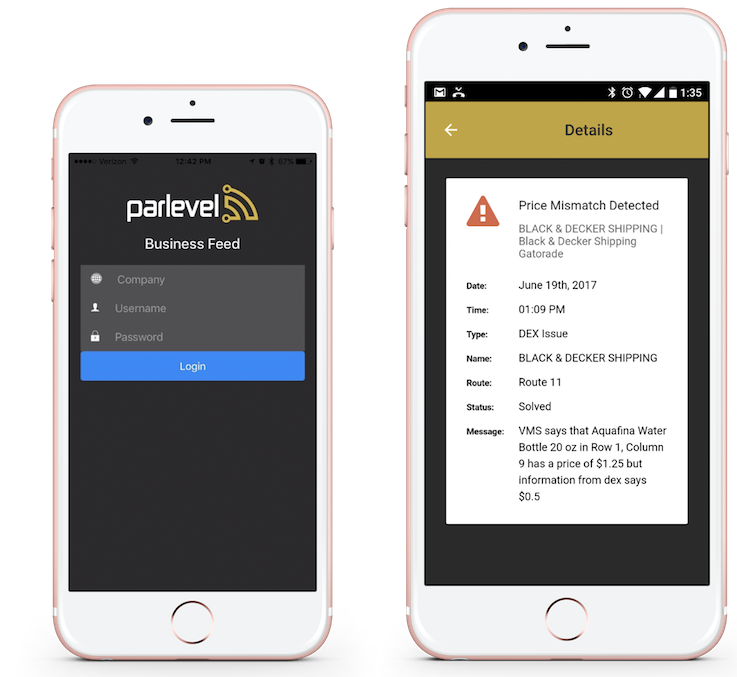 Verizon 12:42 PM 67%
parlevel
Business Feed
Company
Username
Password
Login
1:35
Details
Price Mismatch Detected
BLACK & DECKER SHIPPING |
Black & Decker Shipping
Gatorade
Date: June 19th, 2017
Time: 01:09 PM
Type: DEX Issue
Name: BLACK & DECKER SHIPPING
Route: Route 11
Status: Solved
Message: VMS says that Aquafina Water
Bottle 20 oz in Row 1, Column
9 has a price of $1.25 but
information from dex says
$0.5